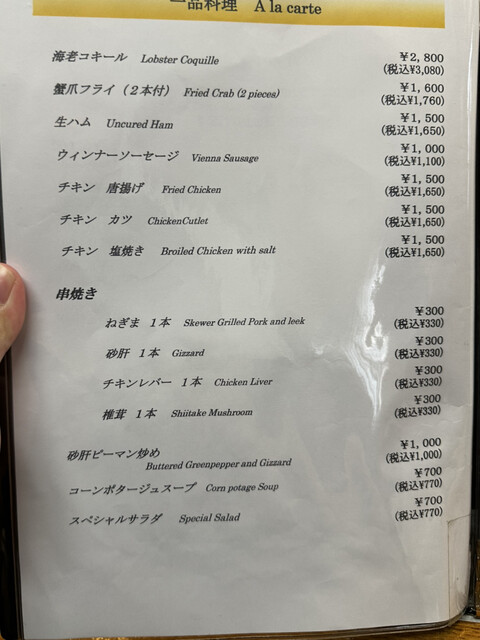 一品料理 A la carte
海老コキール Lobster Coquille ￥2,800
(税込¥3,080)
蟹爪フライ（２本付） Fried Crab (2 pieces) ￥1,600
(税込¥1,760)
生ハム Uncured Ham ￥1,500
(税込¥1,650)
ウィンナーソーセージ Vienna Sausage ￥1,000
(税込¥1,100)
チキン 唐揚げ Fried Chicken ￥1,500
(税込¥1,650)
チキン カツ ChickenCutlet ￥1,500
(税込¥1,650)
チキン 塩焼き Broiled Chicken with salt ￥1,500
(税込¥1,650)
串焼き
ねぎま １本 Skewer Grilled Pork and leek ￥300
(税込¥330)
砂肝 １本 Gizzard ￥300
(税込¥330)
チキンレバー １本 Chicken Liver ￥300
(税込¥330)
椎茸 １本 Shiitake Mushroom ￥300
(税込¥330)
砂肝ピーマン炒め ￥1,000
Buttered Greenpepper and Gizzard (税込¥1,000)
コーンポタージュスープ Corn potage Soup ￥700
(税込¥770)
スペシャルサラダ Special Salad ￥700
(税込¥770)